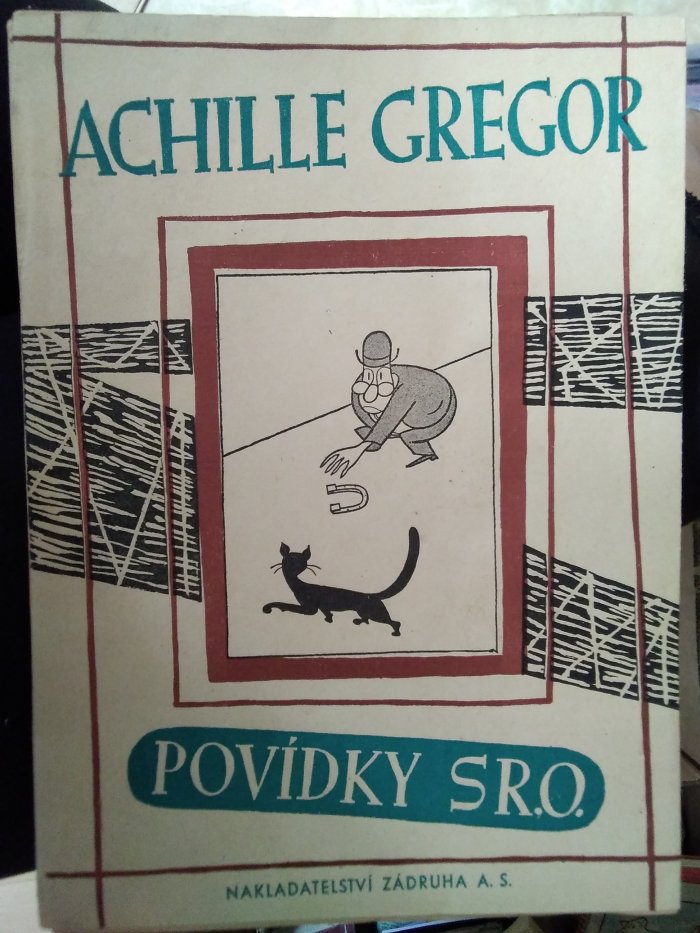 ACHILLE GREGOR
POVÍDKY S R.O.
NAKLADATELSTVÍ ZÁDRUHA A. S.